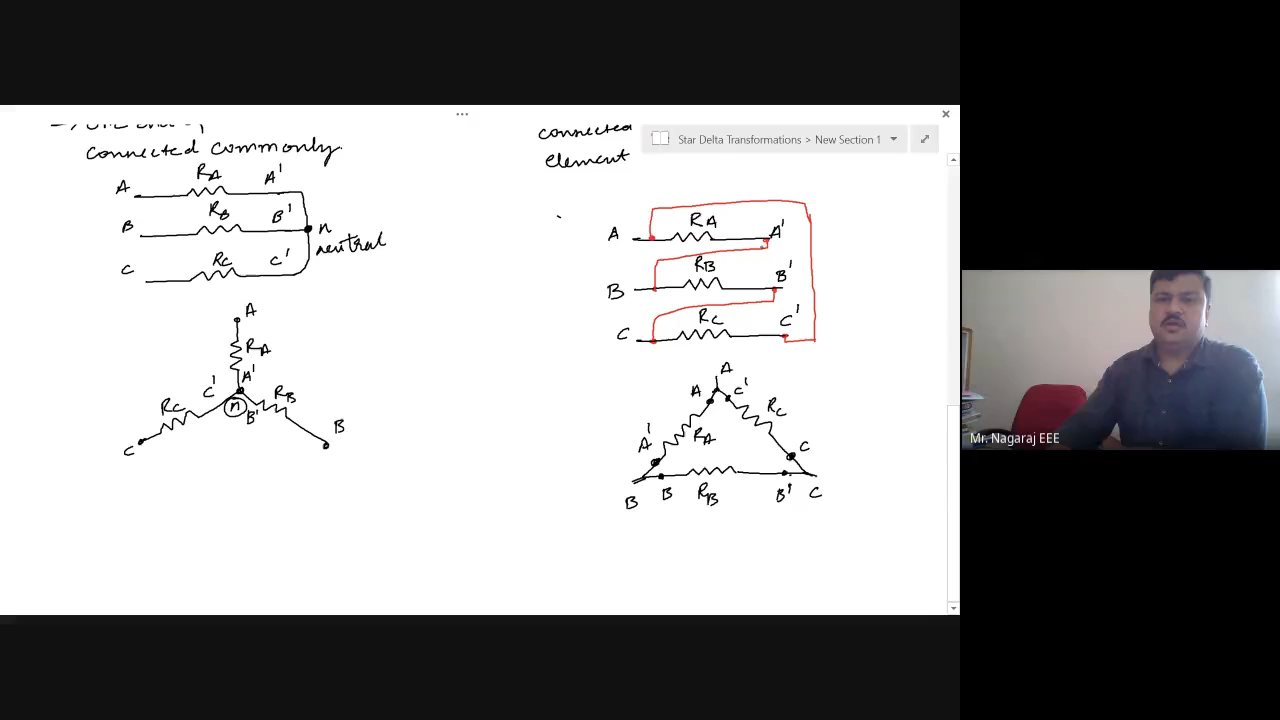 connected commonly.
A RA A'
B RB B' n
neutral
C RC C'
A
RA
A'
C' RB
RC n B'
B
C
connected
element
Star Delta Transformations > New Section 1
A RA A'
B RB B'
C RC C'
A
A C'
RC
RA
A' C
B B RB B' C
Mr. Nagaraj EEE